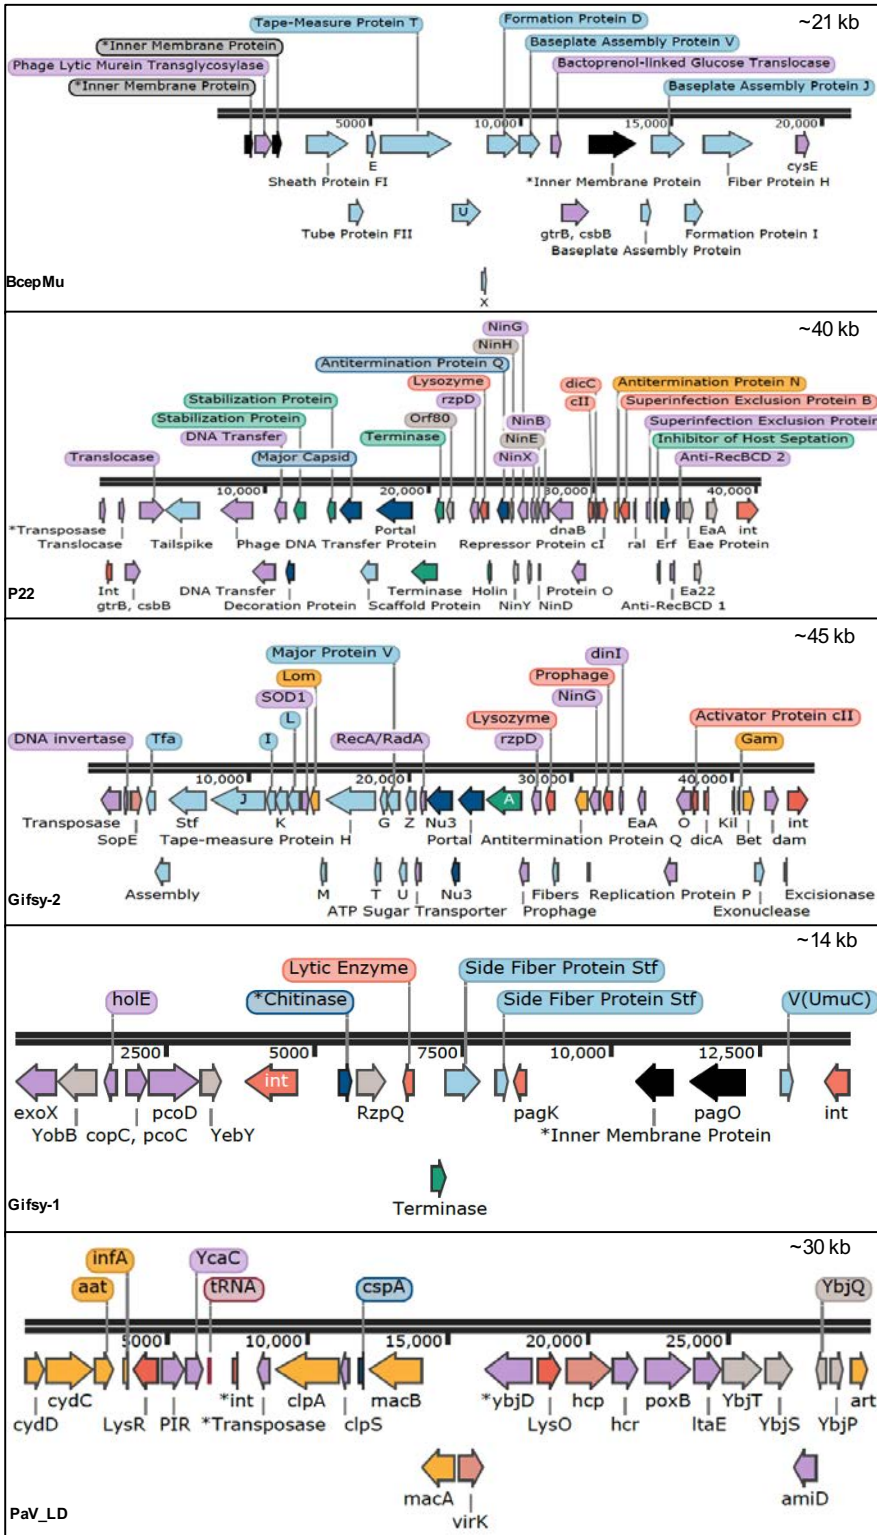 ~21 kb
Tape-Measure Protein T
Formation Protein D
*Inner Membrane Protein
Baseplate Assembly Protein V
Phage Lytic Murein Transglycosylase
Bactoprenol-linked Glucose Translocase
*Inner Membrane Protein
Baseplate Assembly Protein J
5000 10,000 15,000 20,000
E cysE
Sheath Protein FI *Inner Membrane Protein Fiber Protein H
U
Tube Protein FII gtrB, csbB Formation Protein I
Baseplate Assembly Protein
X
BcepMu
~40 kb
NinG
NinH
Antitermination Protein Q
Lysozyme dicC Antitermination Protein N
Stabilization Protein rzpD cII Superinfection Exclusion Protein B
Stabilization Protein Orf80 NinB Superinfection Exclusion Protein
DNA Transfer Terminase NinE Inhibitor of Host Septation
Translocase Major Capsid NinX Anti-RecBCD 2
10,000 20,000 30,000 40,000
*Transposase Portal dnaB EaA int
Translocase Tailspike Phage DNA Transfer Protein Repressor Protein cI ral Erf Eae Protein
Int DNA Transfer Terminase Holin NinD Protein O Ea22
gtrB, csbB Decoration Protein Scaffold Protein NinY Anti-RecBCD 1
P22
~45 kb
Major Protein V dinI
Lom Prophage
SOD1 NinG
L Lysozyme Activator Protein cII
DNA invertase Tfa I RecA/RadA rzpD Gam
10,000 20,000 30,000 40,000
J A
Transposase Stf K G Z Nu3 EaA O Kil Bet int
SopE Tape-measure Protein H Portal Antitermination Protein Q dicA dam
Assembly M T U Nu3 Fibers Replication Protein P Excisionase
ATP Sugar Transporter Prophage Exonuclease
Gifsy-2
~14 kb
Lytic Enzyme Side Fiber Protein Stf
holE *Chitinase Side Fiber Protein Stf V(UmuC)
2500 5000 7500 10,000 12,500
int
exoX pcoD RzpQ pagK pagO int
YobB copC, pcoC YebY *Inner Membrane Protein
Terminase
Gifsy-1
~30 kb
infA YcaC
aat tRNA cspA YbjQ
5000 10,000 15,000 20,000 25,000
cydC *int clpA macB *ybjD hcp poxB YbjT art
cydD LysR PIR *Transposase clpS LysO hcr ltaE YbjS YbjP
macA amiD
virK
PaV_LD